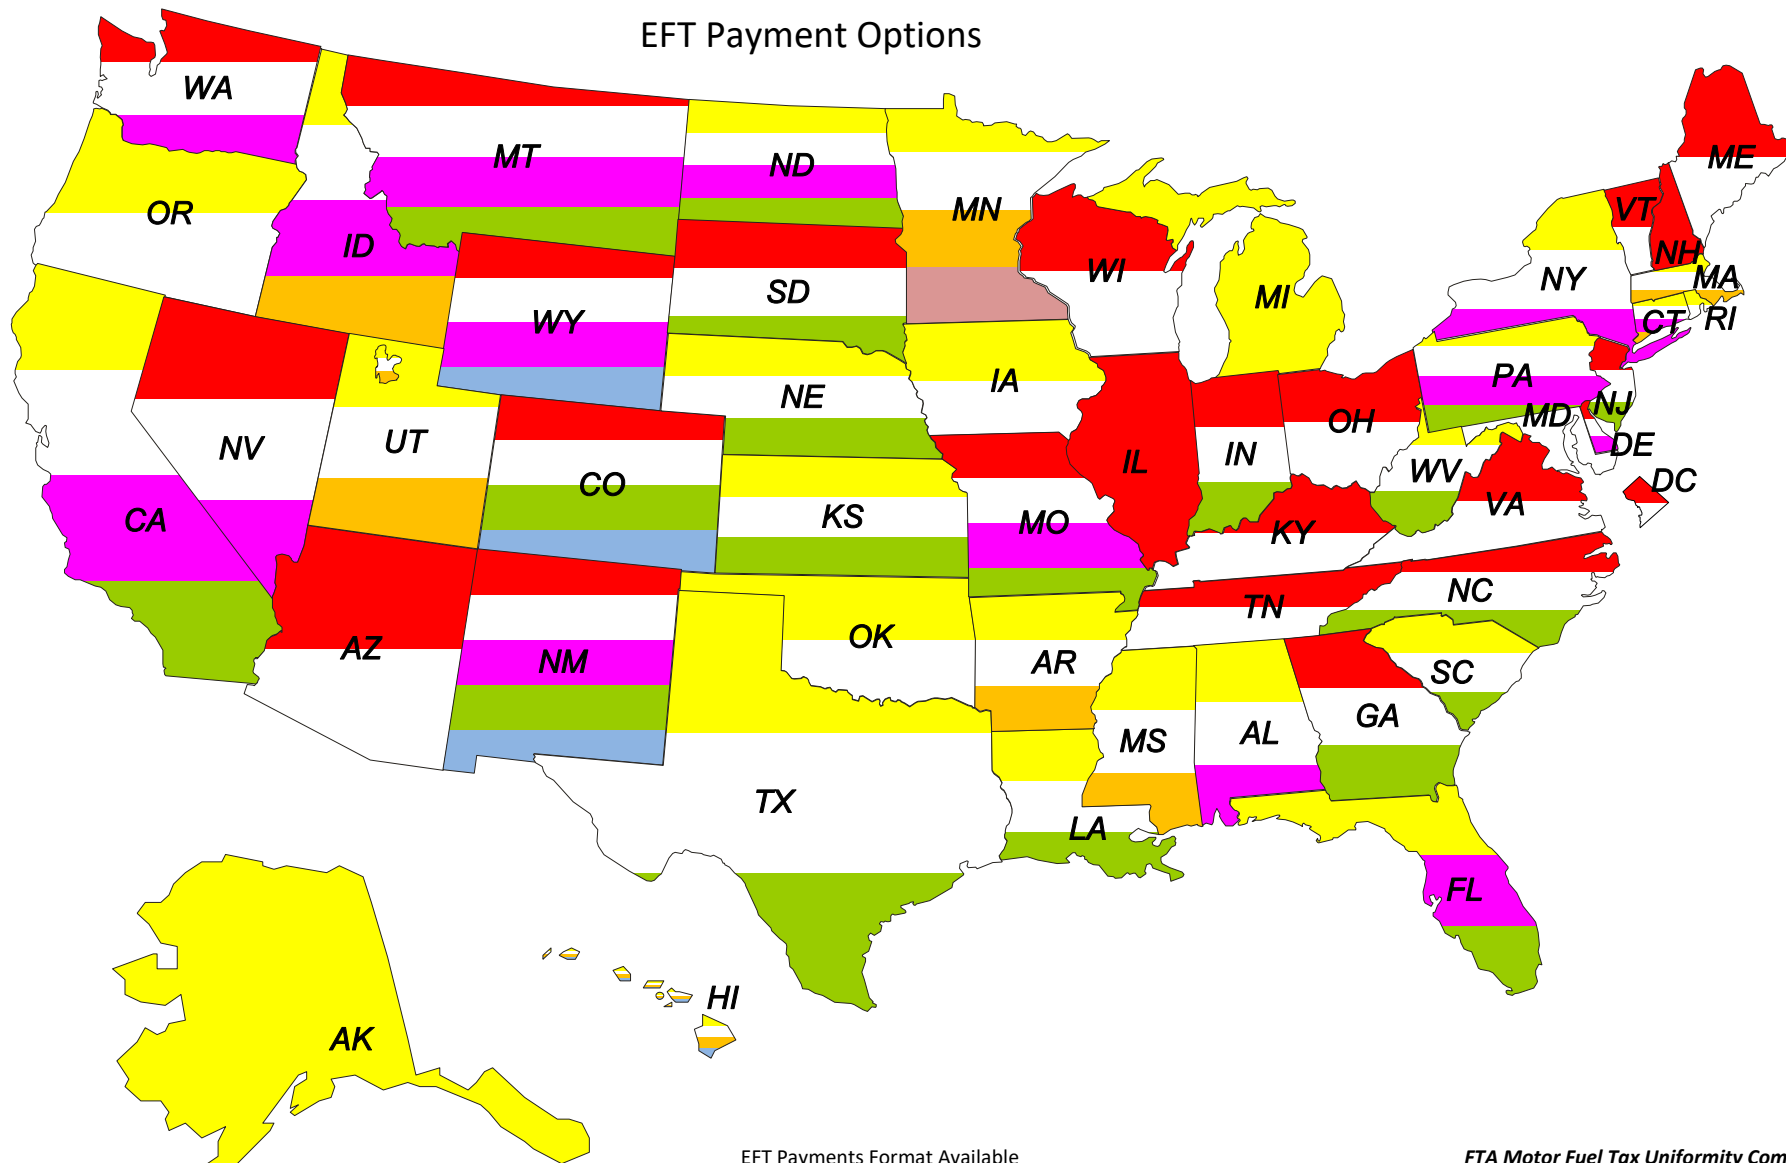 EFT Payment Options
WA
MT
ND
MN
ME
OR
ID
VT
NH
WI
NY
MA
SD
MI
CT
RI
WY
IA
PA
NE
MD
NJ
OH
NV
UT
IL
IN
DE
CO
WV
DC
KS
MO
VA
CA
KY
NC
TN
OK
AZ
NM
AR
SC
GA
MS
AL
TX
LA
FL
HI
AK
EFT Payments Format Available
FTA Motor Fuel Tax Uniformity Com